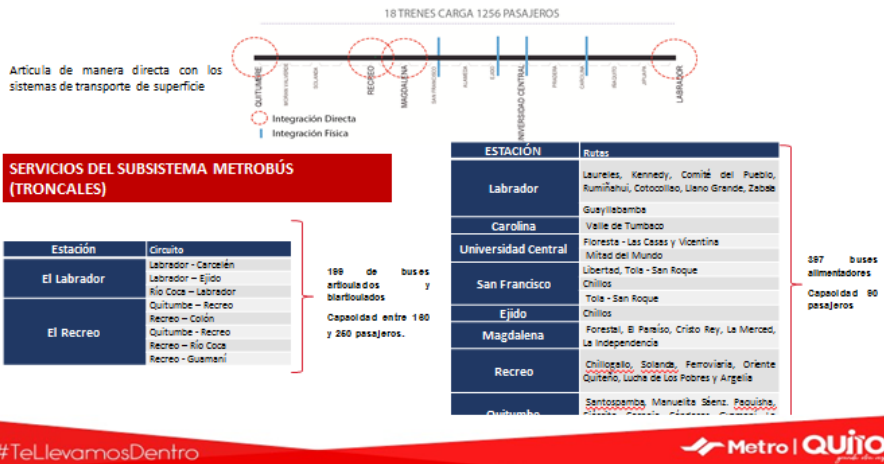 18 TRENES CARGA 1256 PASAJEROS
Articula de manera directa con los
sistemas de transporte de superficie
QUITUMBE
MORAN VALVERDE
SOLANDA
RECREO
MAGDALENA
SAN FRANCISCO
ALAMEDA
EJIDO
UNIVERSIDAD CENTRAL
PRADERA
CAROLINA
IÑAQUITO
JIPIJAPA
LABRADOR
Integración Directa
Integración Física
SERVICIOS DEL SUBSISTEMA METROBÚS
(TRONCALES)
Estación Circuito
El Labrador
Labrador - Carcelén
Labrador – Ejido
Río Coca – Labrador
El Recreo
Quitumbe - Recreo
Recreo – Colón
Quitumbe - Recreo
Recreo – Río Coca
Recreo - Guamaní
199 de buses
articulados y
biarticulados
Capacidad entre 160
y 260 pasajeros.
ESTACIÓN Rutas
Labrador
Laureles, Kennedy, Comité del Pueblo,
Rumiñahui, Cotocollao, Llano Grande, Zabala
Guayllabamba
Carolina Valle de Tumbaco
Universidad Central
Floresta - Las Casas y Vicentina
Mitad del Mundo
San Francisco
Libertad, Tola - San Roque
Chillos
Tola - San Roque
Ejido Chillos
Magdalena
Forestal, El Paraíso, Cristo Rey, La Merced,
La Independencia
Recreo
Chillogallo, Solanda, Ferroviaria, Oriente
Quiteño, Lucha de Los Pobres y Argelia
Quitumbe
Santospamba, Manuelita Sáenz. Paquisha,
397 buses
alimentadores
Capacidad 90
pasajeros
#TeLlevamosDentro
Metro | QUITO